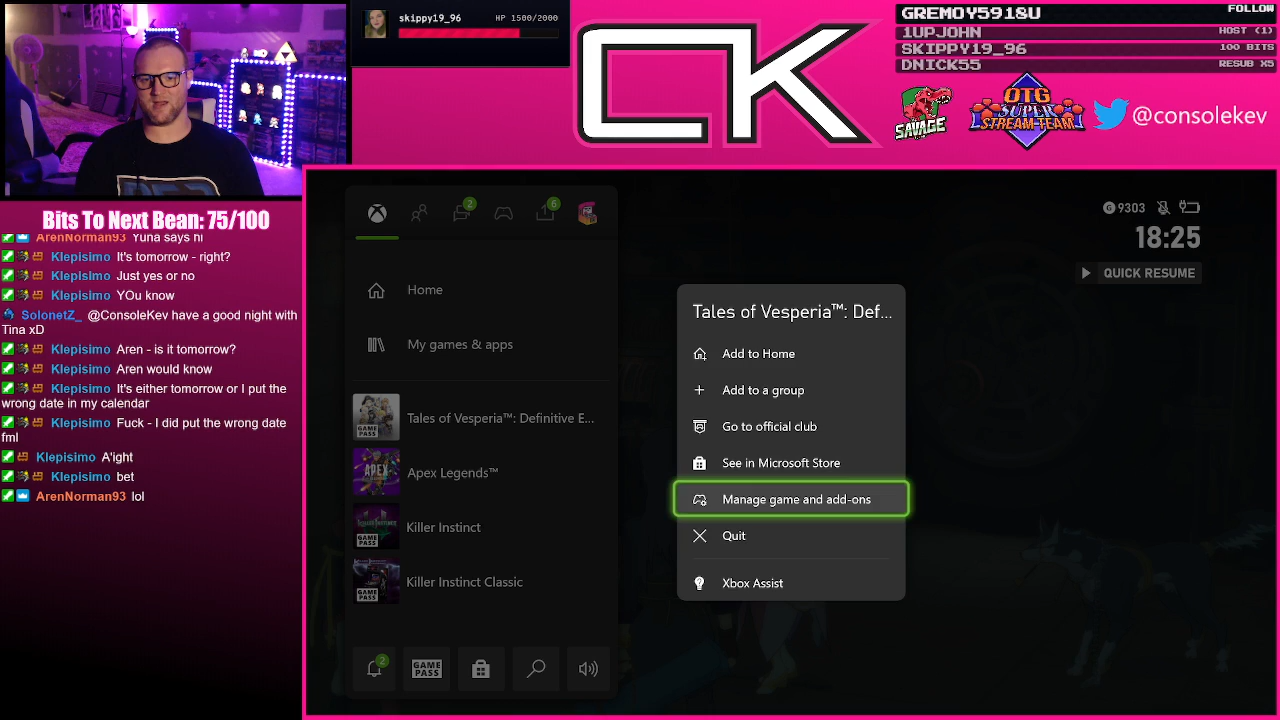 skippy19_96
HP 1500/2000
CK
GREMOY5918U
FOLLOW
1UPJOHN
HOST (1)
SKIPPY19_96
100 BITS
DNICK55
RESUB X5
SAVAGE
OTG
SUPER
STREAM-TEAM
@consolekev
Bits To Next Bean: 75/100
ArenNorman93 Yuna says hi
Klepisimo It's tomorrow - right?
Klepisimo Just yes or no
Klepisimo YOu know
SolonetZ_ @ConsoleKev have a good night with
Tina xD
Klepisimo Aren - is it tomorrow?
Klepisimo Aren would know
Klepisimo It's either tomorrow or I put the
wrong date in my calendar
Klepisimo Fuck - I did put the wrong date
fml
Klepisimo A'ight
Klepisimo bet
ArenNorman93 lol
2
6
G 9303
18:25
QUICK RESUME
Home
My games & apps
Tales of Vesperia™: Definitive E...
GAME PASS
APEX
Apex Legends™
Killer Instinct
GAME PASS
Killer Instinct Classic
GAME PASS
2
GAME PASS
Tales of Vesperia™: Def...
Add to Home
Add to a group
Go to official club
See in Microsoft Store
Manage game and add-ons
Quit
Xbox Assist